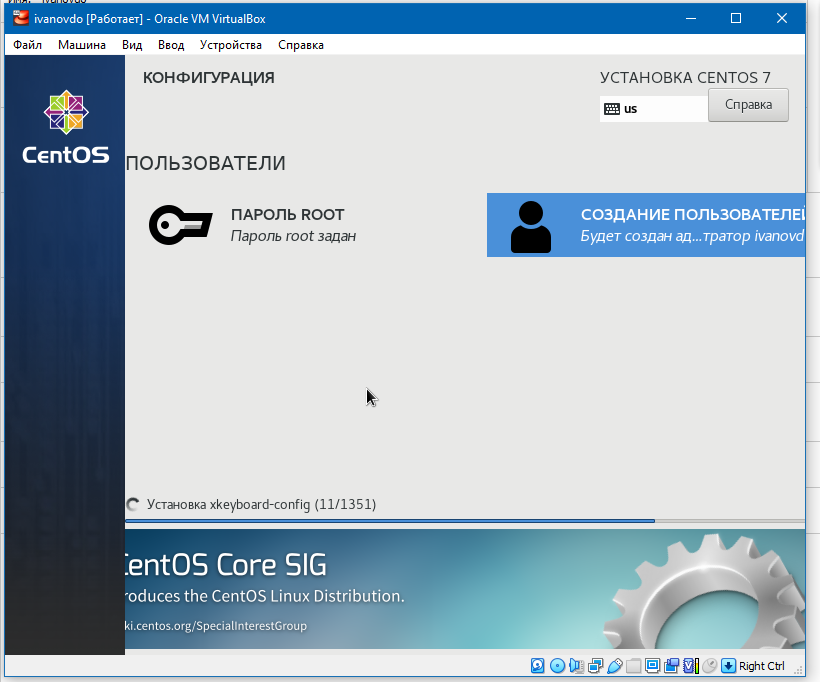 ivanovdo [Работает] - Oracle VM VirtualBox
Файл Машина Вид Ввод Устройства Справка
КОНФИГУРАЦИЯ
УСТАНОВКА CENTOS 7
us
Справка
CentOS
ПОЛЬЗОВАТЕЛИ
ПАРОЛЬ ROOT
Пароль root задан
СОЗДАНИЕ ПОЛЬЗОВАТЕЛЕЙ
Будет создан ад...тратор ivanovd
Установка xkeyboard-config (11/1351)
CentOS Core SIG
roduces the CentOS Linux Distribution.
ki.centos.org/SpecialInterestGroup
Right Ctrl